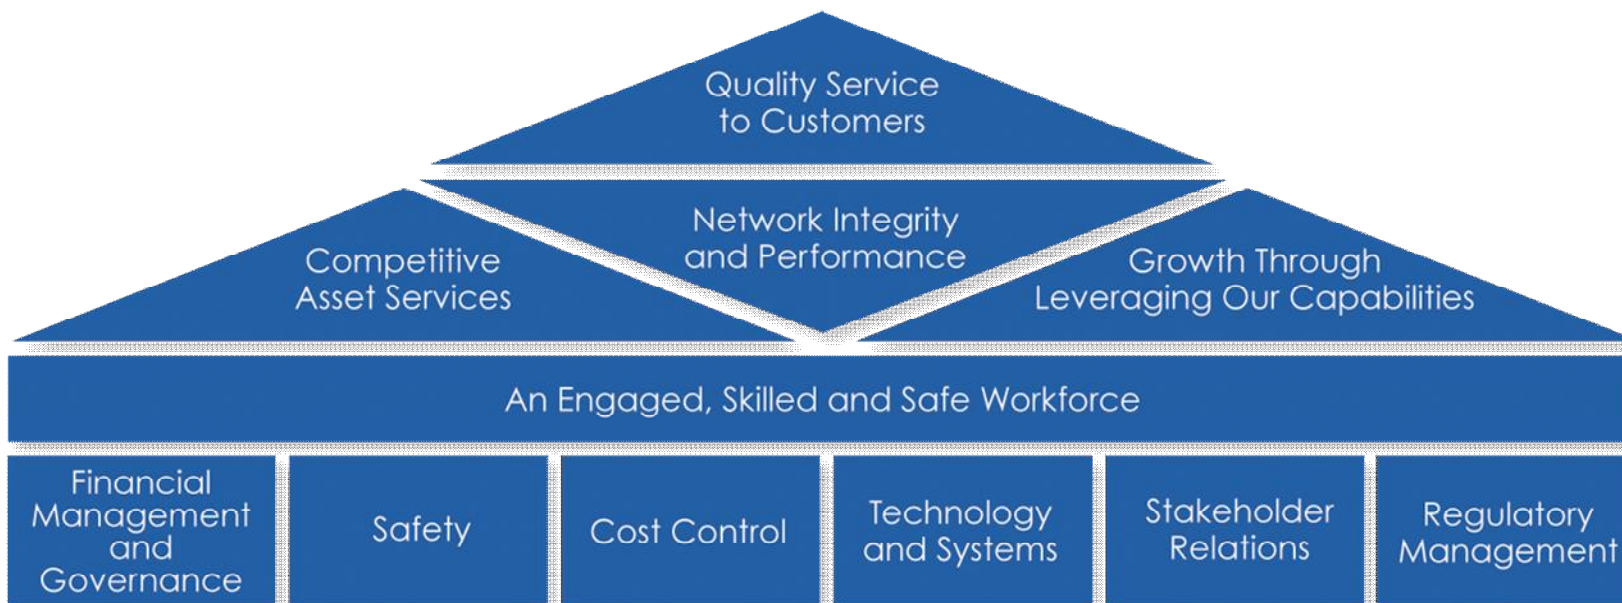 Quality Service
to Customers
Network Integrity
and Performance
Competitive
Asset Services
Growth Through
Leveraging Our Capabilities
An Engaged, Skilled and Safe Workforce
Financial
Management
and
Governance
Safety
Cost Control
Technology
and Systems
Stakeholder
Relations
Regulatory
Management